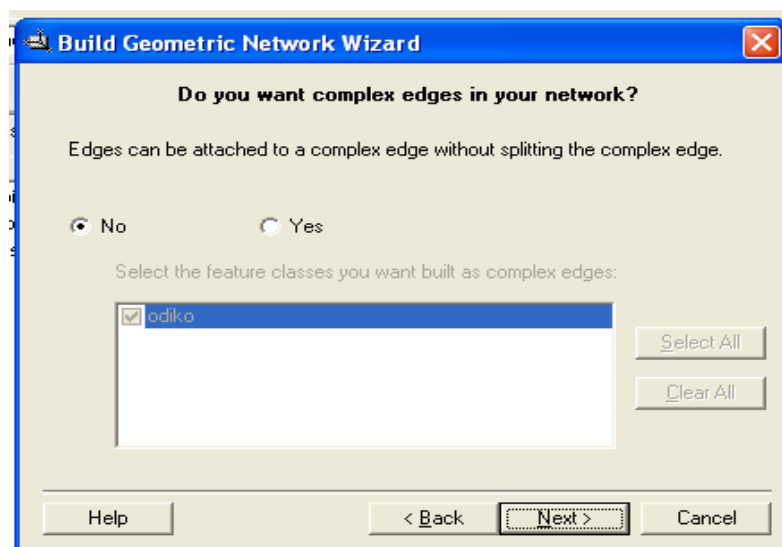 Build Geometric Network Wizard
Do you want complex edges in your network?
Edges can be attached to a complex edge without splitting the complex edge.
No Yes
Select the feature classes you want built as complex edges:
odiko
Select All
Clear All
Help < Back Next > Cancel